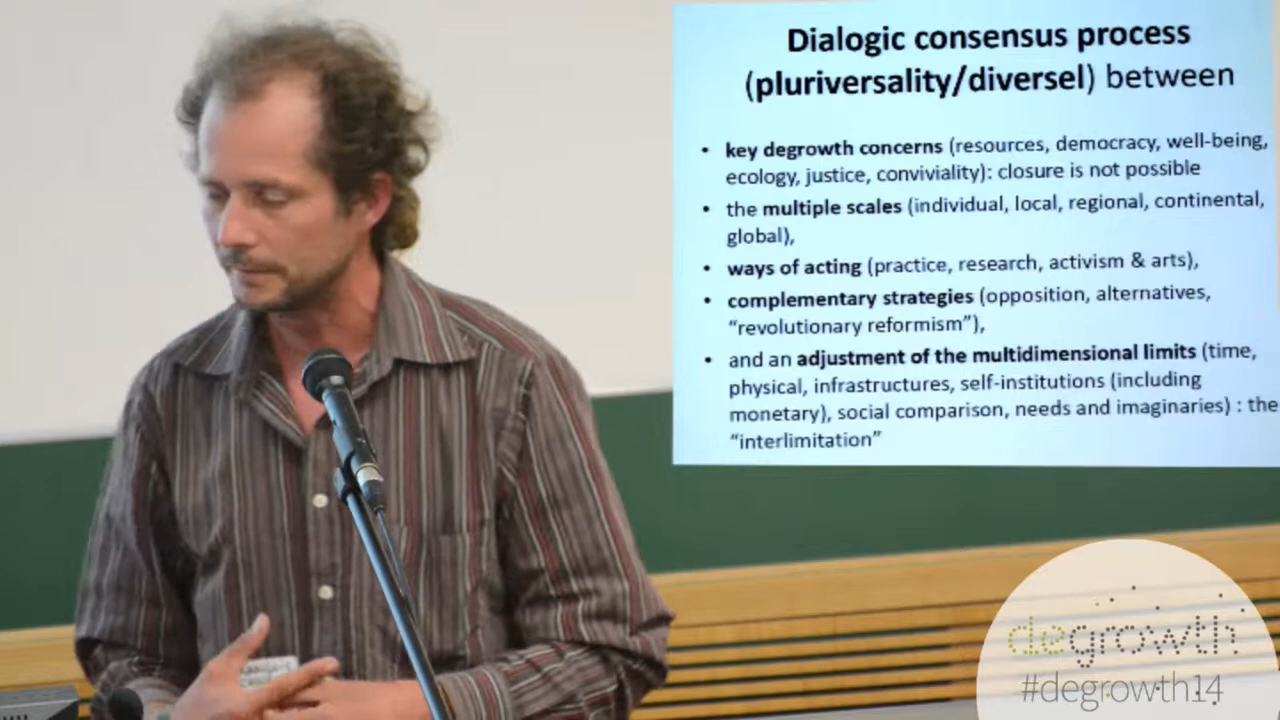 Dialogic consensus process
(pluriversality/diversel) between
• key degrowth concerns (resources, democracy, well-being,
ecology, justice, conviviality): closure is not possible
• the multiple scales (individual, local, regional, continental,
global),
• ways of acting (practice, research, activism & arts),
• complementary strategies (opposition, alternatives,
“revolutionary reformism”),
• and an adjustment of the multidimensional limits (time,
physical, infrastructures, self-institutions (including
monetary), social comparison, needs and imaginaries) : the
“interlimitation”
degrowth
#degrowth14